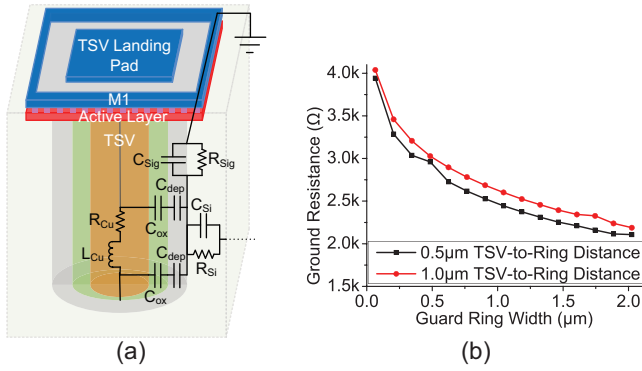 TSV Landing
Pad
M1
Active Layer
TSV
C_Sig
R_Sig
C_dep
C_Si
R_Cu
C_ox
L_Cu
C_dep
R_Si
C_ox
(a)
Ground Resistance (Ω)
4.0k
3.5k
3.0k
2.5k
2.0k
1.5k
0.5µm TSV-to-Ring Distance
1.0µm TSV-to-Ring Distance
0.0 0.5 1.0 1.5 2.0
Guard Ring Width (µm)
(b)